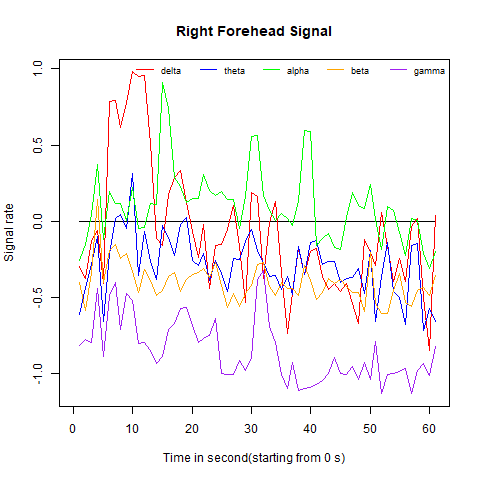 Right Forehead Signal
delta theta alpha beta gamma
1.0
0.5
0.0
-0.5
-1.0
Signal rate
0 10 20 30 40 50 60
Time in second(starting from 0 s)